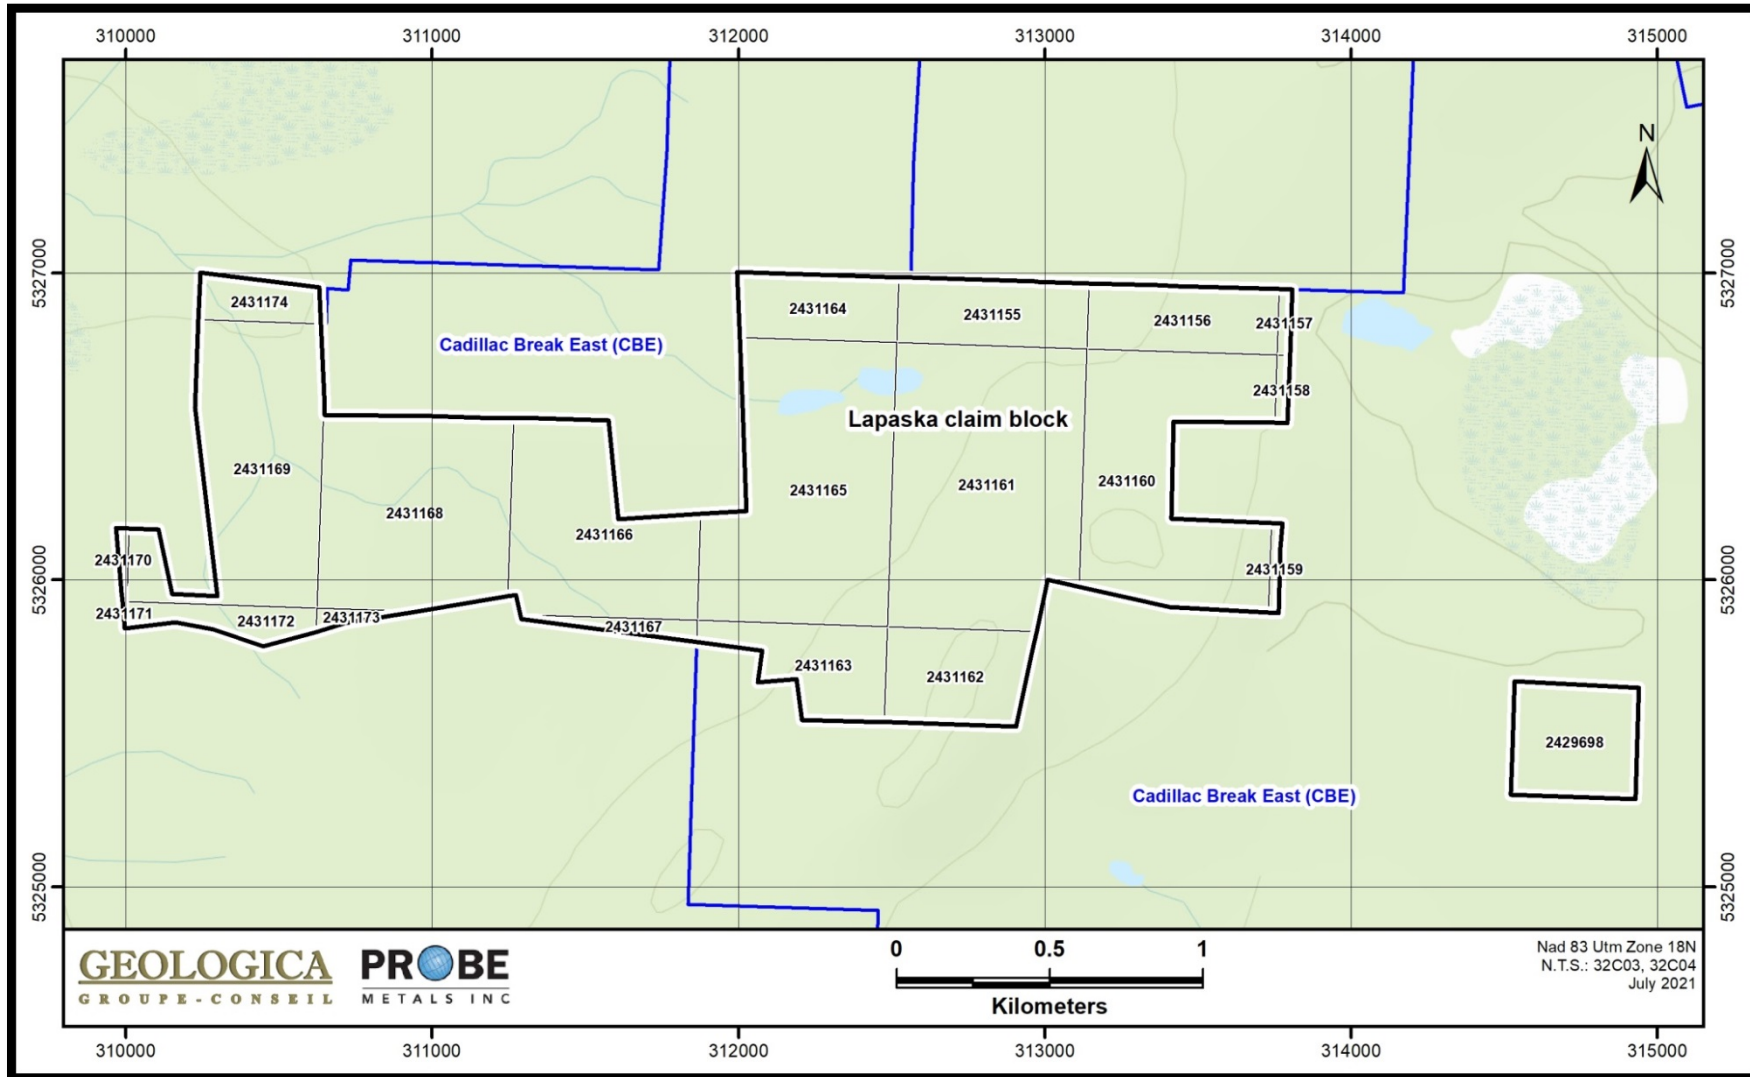 310000 311000 312000 313000 314000 315000
N
5327000 5327000
2431174 2431164 2431155 2431156 2431157
Cadillac Break East (CBE)
2431158
Lapaska claim block
2431169 2431165 2431161 2431160
2431168
2431166
2431170 2431159
2431171 2431172 2431173 2431167
5326000 5326000
2431163 2431162
2429698
Cadillac Break East (CBE)
5325000 5325000
GEOLOGICA
GROUPE-CONSEIL
PROBE
METALS INC
0 0.5 1
Kilometers
Nad 83 Utm Zone 18N
N.T.S.: 32C03, 32C04
July 2021
310000 311000 312000 313000 314000 315000